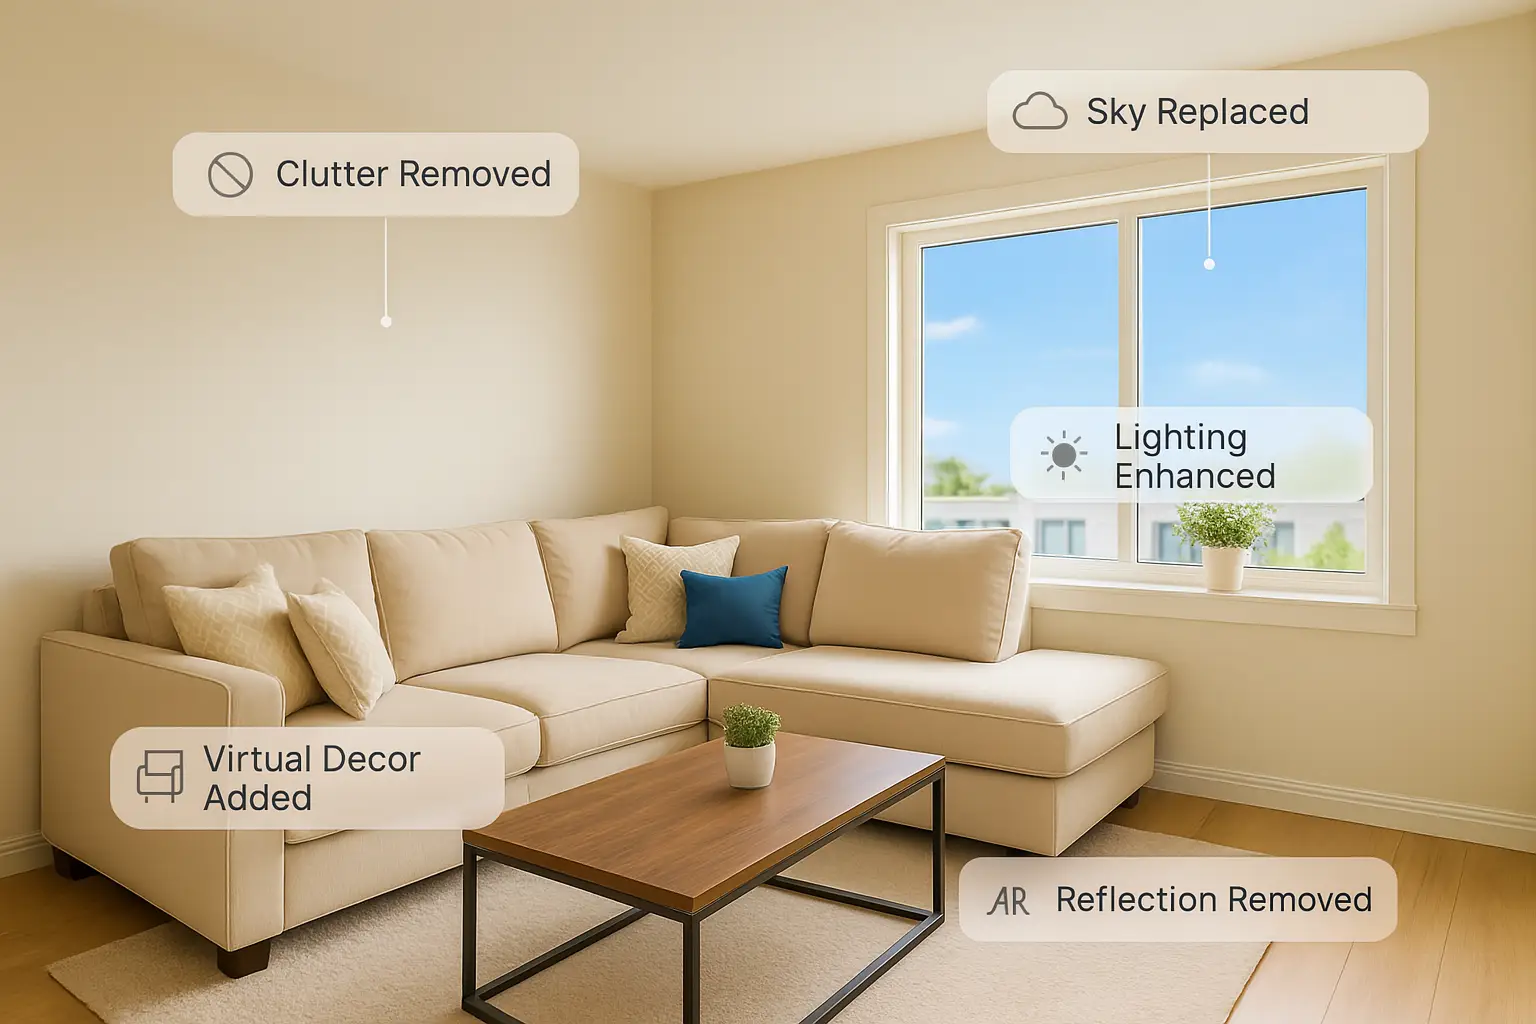 Sky Replaced
Clutter Removed
Lighting
Enhanced
Virtual Decor
Added
AR Reflection Removed